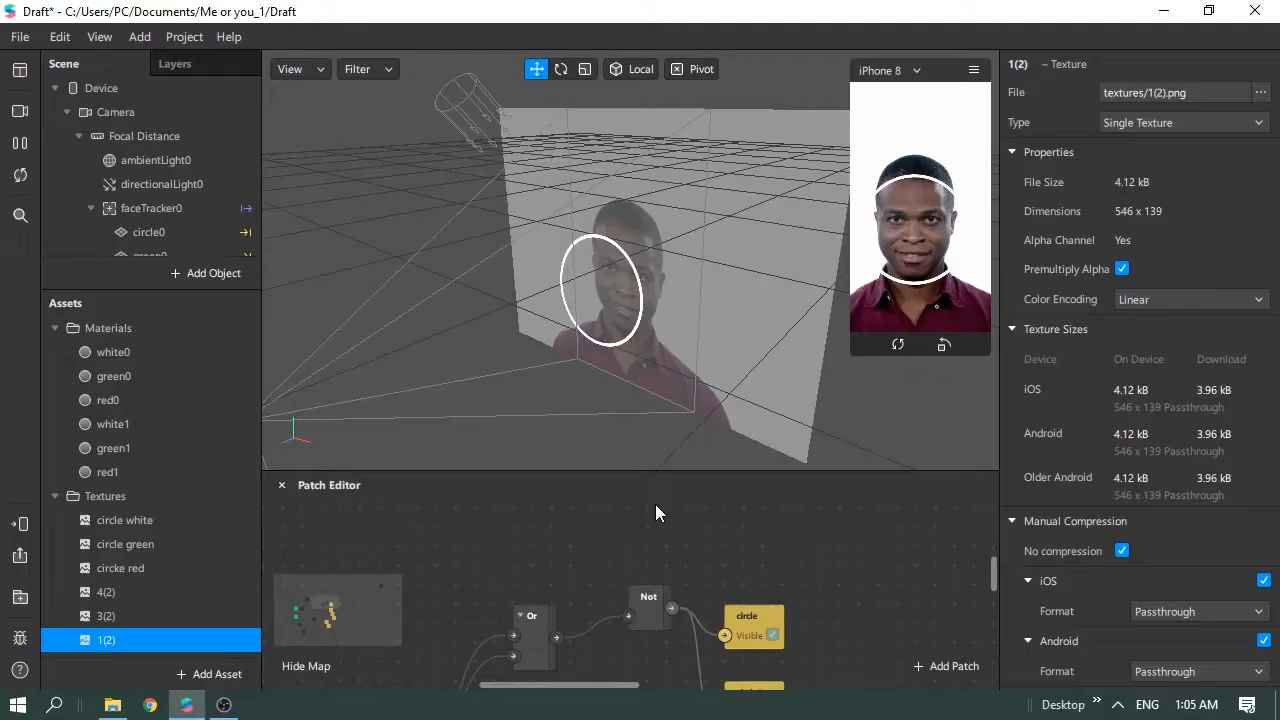 Draft* - C:/Users/PC/Documents/Me or you_1/Draft
File Edit View Add Project Help
Scene
Layers
Device
Camera
Focal Distance
ambientLight0
directionalLight0
faceTracker0
circle0
Add Object
Assets
Materials
white0
green0
red0
white1
green1
red1
Textures
circle white
circle green
circke red
4(2)
3(2)
1(2)
Add Asset
View
Filter
Local
Pivot
iPhone 8
Patch Editor
Or
Not
circle
Visible
Hide Map
Add Patch
1(2) – Texture
File textures/1(2).png ...
Type Single Texture
Properties
File Size 4.12 kB
Dimensions 546 x 139
Alpha Channel Yes
Premultiply Alpha
Color Encoding Linear
Texture Sizes
Device On Device Download
iOS 4.12 kB 3.96 kB
546 x 139 Passthrough
Android 4.12 kB 3.96 kB
546 x 139 Passthrough
Older Android 4.12 kB 3.96 kB
546 x 139 Passthrough
Manual Compression
No compression
iOS
Format Passthrough
Android
Format Passthrough
Desktop
ENG
1:05 AM